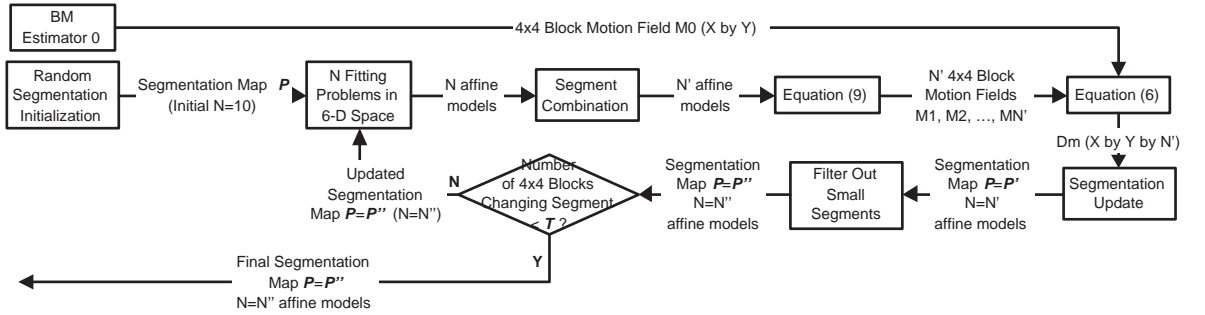 BM
Estimator 0
4x4 Block Motion Field M0 (X by Y)
Random
Segmentation
Initialization
Segmentation Map P
(Initial N=10)
N Fitting
Problems in
6-D Space
N affine
models
Segment
Combination
N' affine
models
Equation (9)
N' 4x4 Block
Motion Fields
M1, M2, …, MN'
Equation (6)
Dm (X by Y by N')
Segmentation
Update
Segmentation
Map P=P'
N=N'
affine models
Filter Out
Small
Segments
Segmentation
Map P=P''
N=N''
affine models
Number
of 4x4 Blocks
Changing Segment
< T ?
N
Updated
Segmentation
Map P=P'' (N=N'')
Y
Final Segmentation
Map P=P''
N=N'' affine models